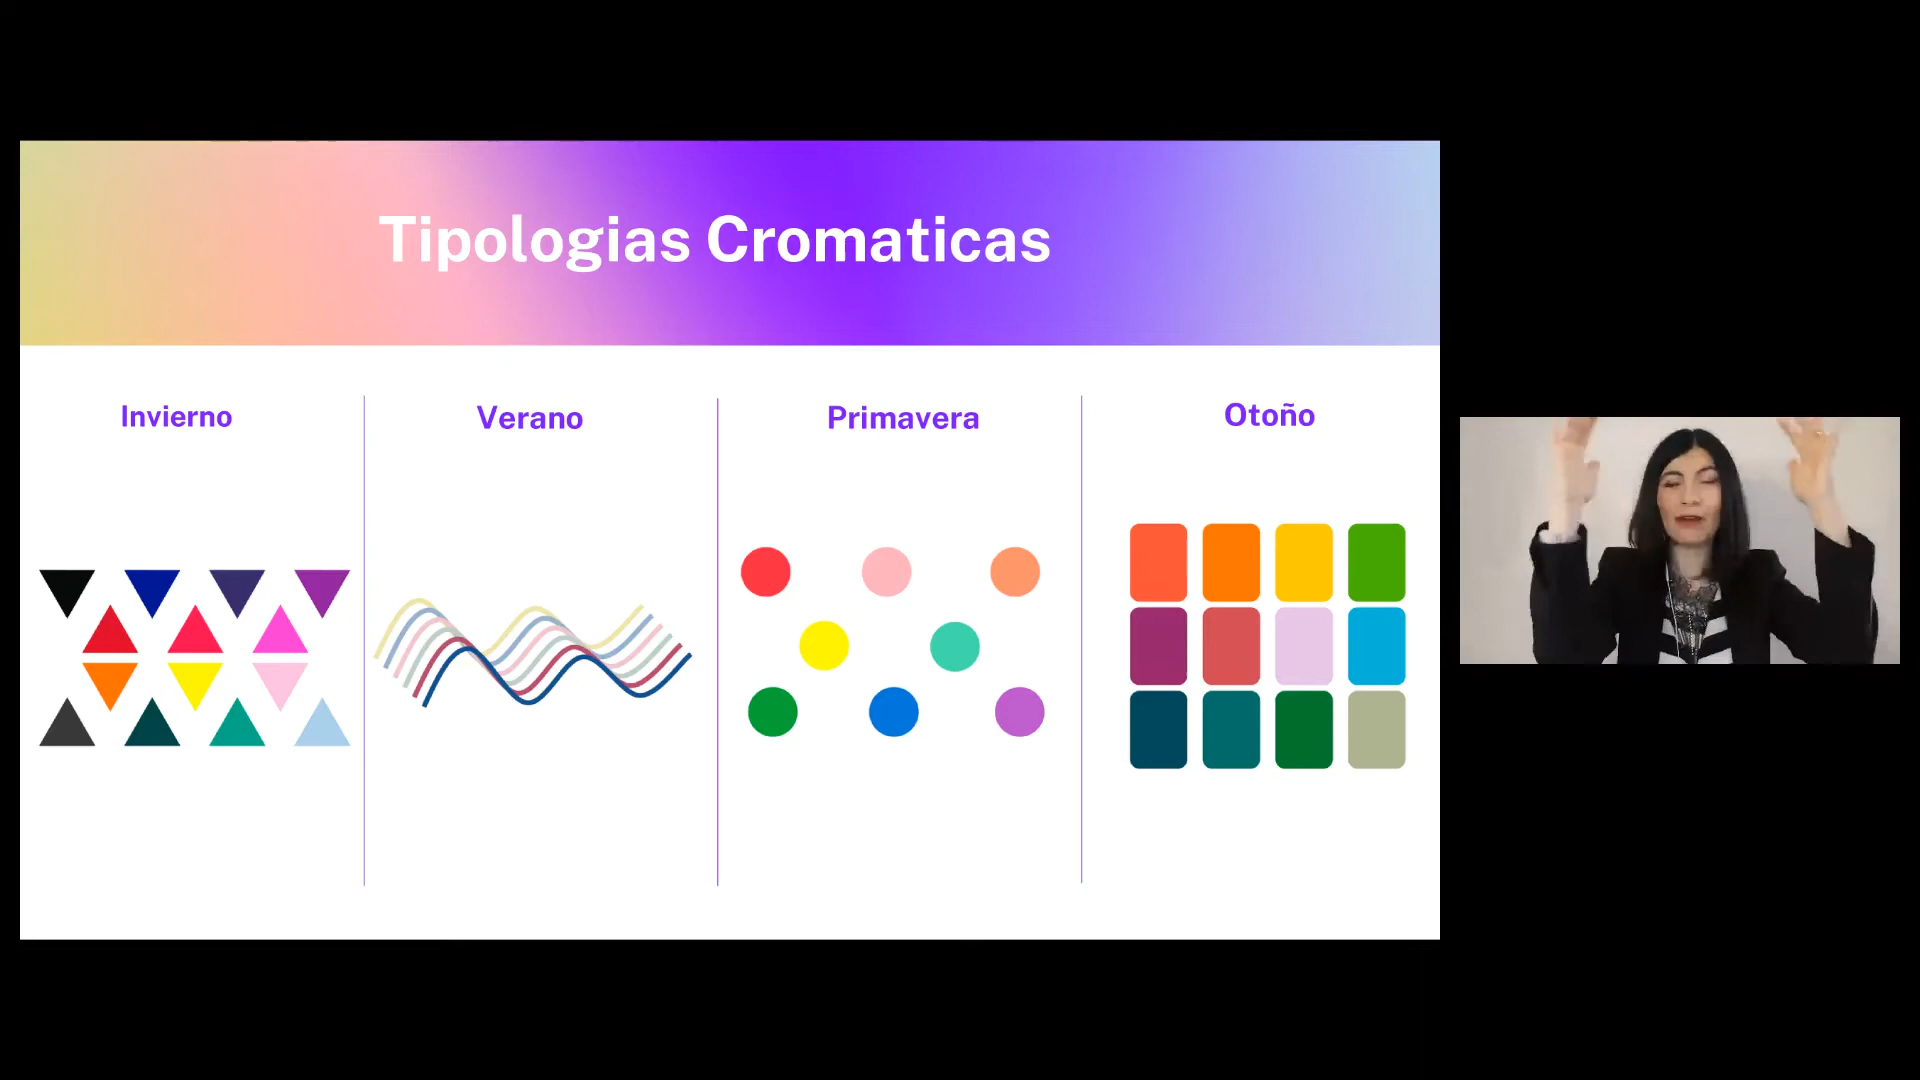 Tipologias Cromaticas
Invierno
Verano
Primavera
Otoño